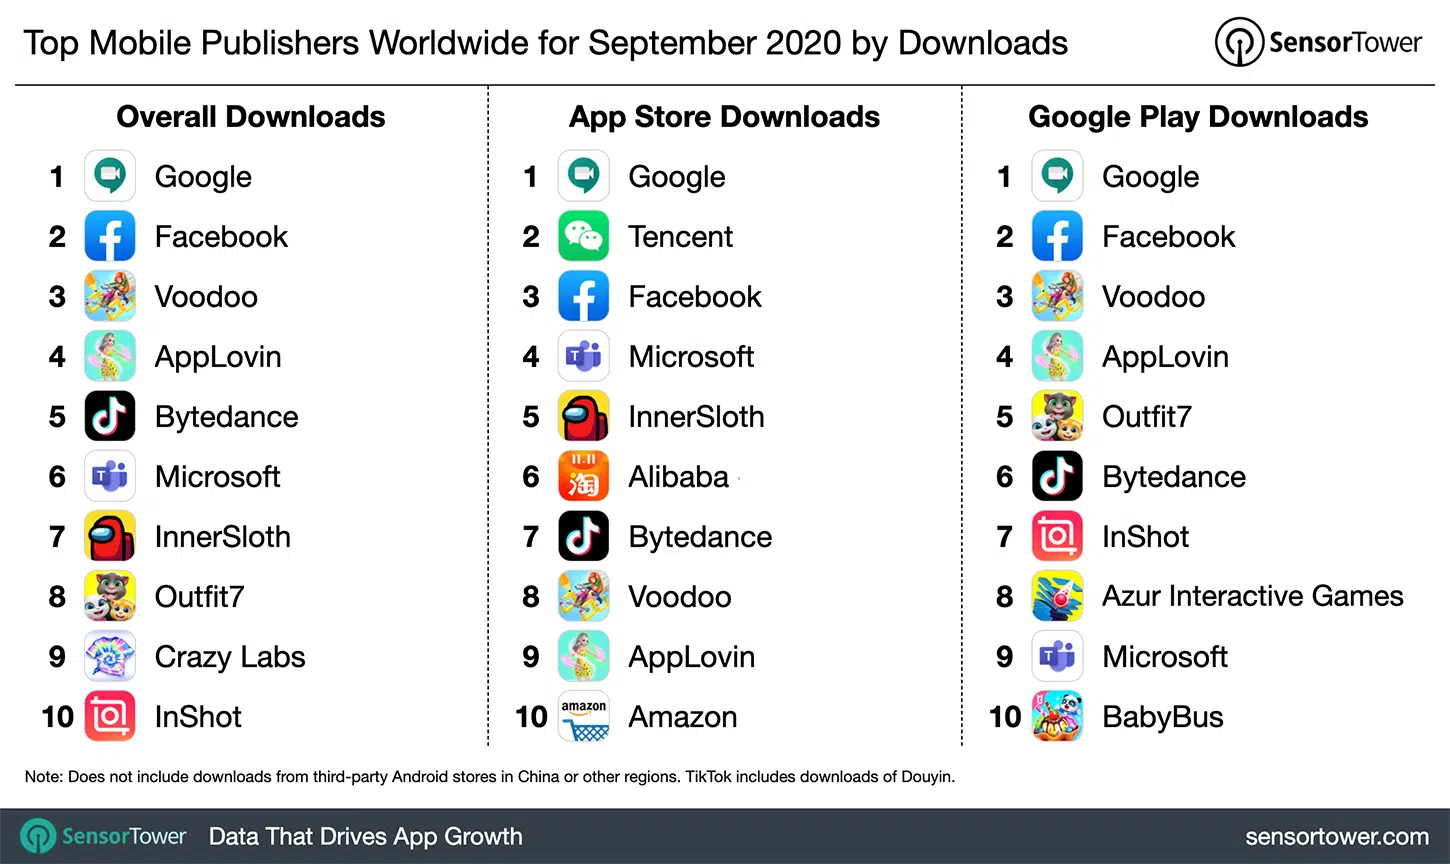 Top Mobile Publishers Worldwide for September 2020 by Downloads
SensorTower
Overall Downloads
1 Google
2 Facebook
3 Voodoo
4 AppLovin
5 Bytedance
6 Microsoft
7 InnerSloth
8 Outfit7
9 Crazy Labs
10 InShot
App Store Downloads
1 Google
2 Tencent
3 Facebook
4 T Microsoft
5 InnerSloth
6 11.11 淘 Alibaba
7 Bytedance
8 Voodoo
9 AppLovin
10 amazon Amazon
Google Play Downloads
1 Google
2 Facebook
3 Voodoo
4 AppLovin
5 Outfit7
6 Bytedance
7 InShot
8 Azur Interactive Games
9 Microsoft
10 BabyBus
Note: Does not include downloads from third-party Android stores in China or other regions. TikTok includes downloads of Douyin.
SensorTower Data That Drives App Growth
sensortower.com